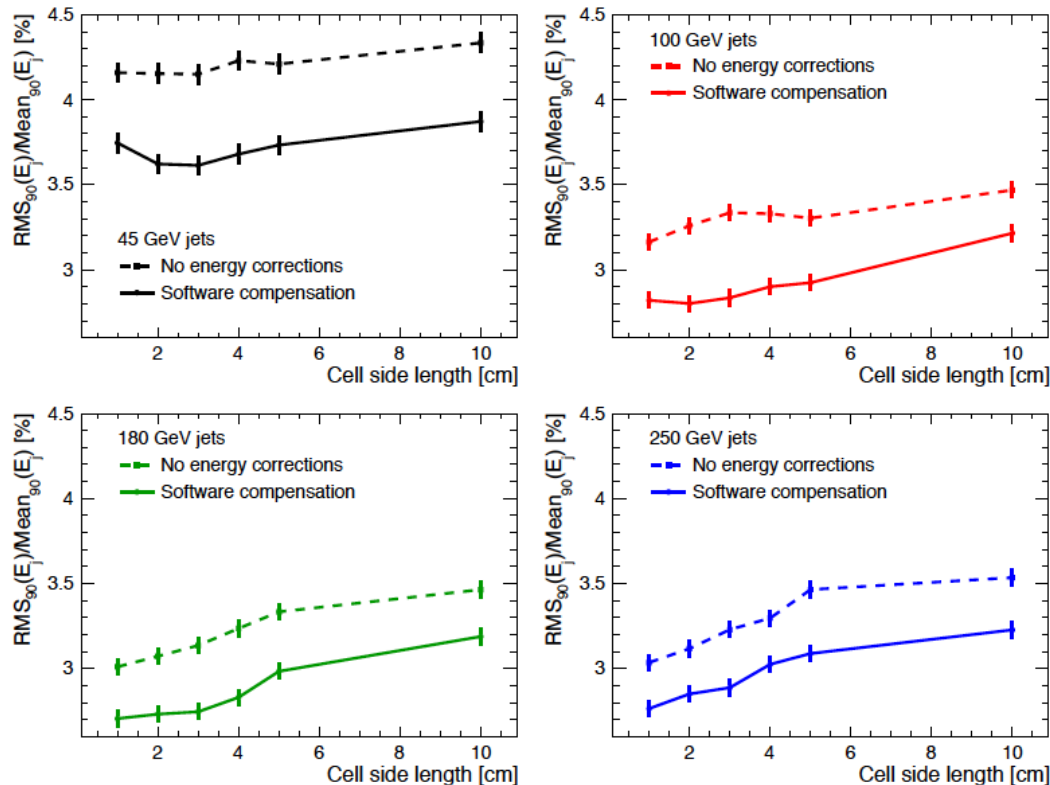 RMS₉₀(Eⱼ)/Mean₉₀(Eⱼ) [%]
4.5
4
3.5
3
45 GeV jets
No energy corrections
Software compensation
2 4 6 8 10
Cell side length [cm]
RMS₉₀(Eⱼ)/Mean₉₀(Eⱼ) [%]
4.5
4
3.5
3
100 GeV jets
No energy corrections
Software compensation
2 4 6 8 10
Cell side length [cm]
RMS₉₀(Eⱼ)/Mean₉₀(Eⱼ) [%]
4.5
4
3.5
3
180 GeV jets
No energy corrections
Software compensation
2 4 6 8 10
Cell side length [cm]
RMS₉₀(Eⱼ)/Mean₉₀(Eⱼ) [%]
4.5
4
3.5
3
250 GeV jets
No energy corrections
Software compensation
2 4 6 8 10
Cell side length [cm]